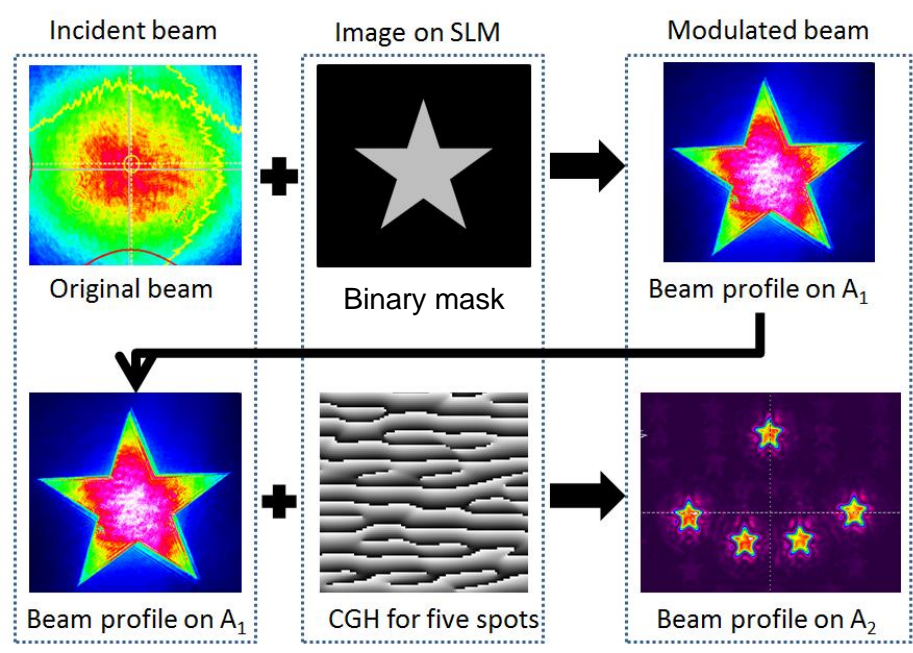 Incident beam
Image on SLM
Modulated beam
Original beam
Binary mask
Beam profile on A₁
Beam profile on A₁
CGH for five spots
Beam profile on A₂